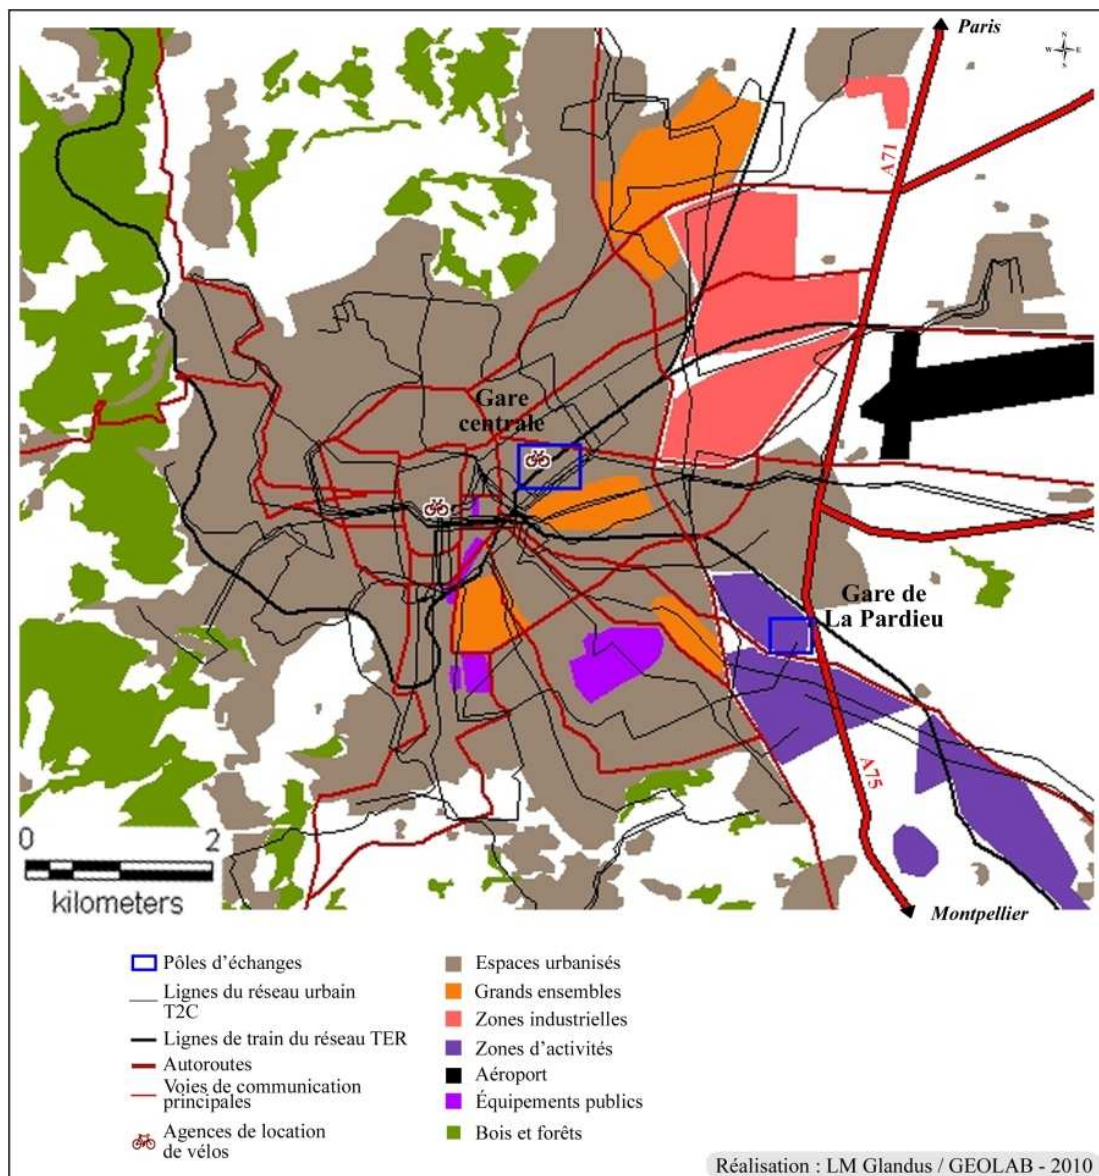 Paris
N
W E
S
A71
Gare
centrale
Gare de
La Pardieu
A75
0 2
kilometers
Montpellier
Pôles d'échanges
Lignes du réseau urbain
T2C
Lignes de train du réseau TER
Autoroutes
Voies de communication
principales
Agences de location
de vélos
Espaces urbanisés
Grands ensembles
Zones industrielles
Zones d'activités
Aéroport
Équipements publics
Bois et forêts
Réalisation : LM Glandus / GEOLAB - 2010